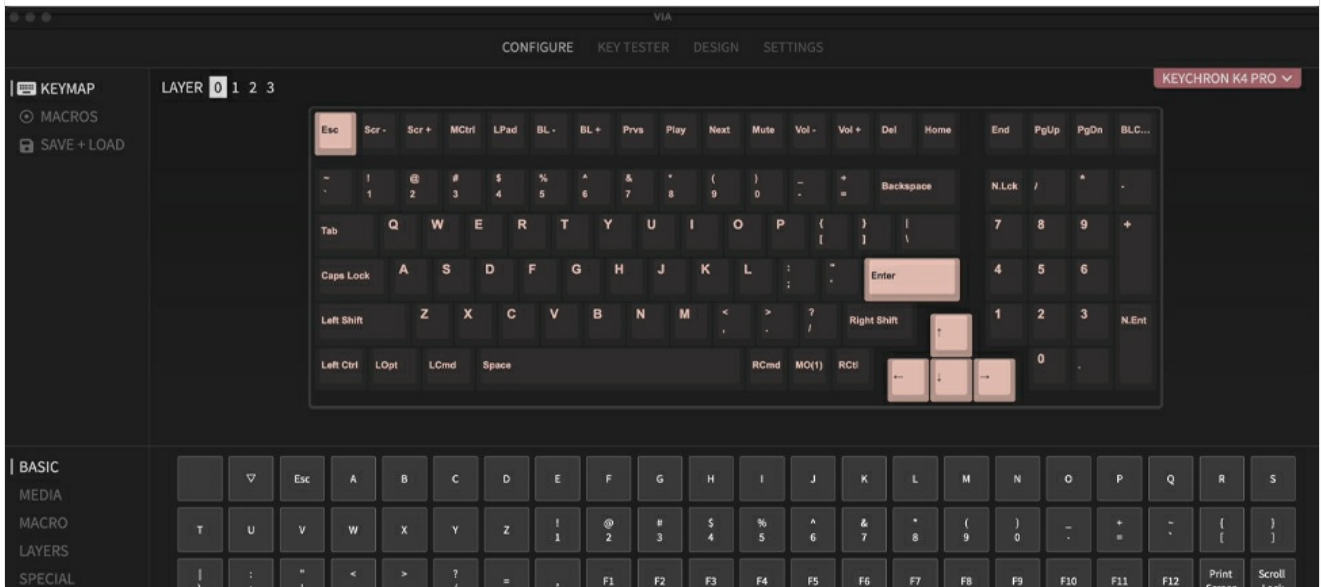 VIA
CONFIGURE KEY TESTER DESIGN SETTINGS
KEYMAP
MACROS
SAVE + LOAD
LAYER 0 1 2 3
KEYCHRON K4 PRO
Esc Scr - Scr + MCtrl LPad BL - BL + Prvs Play Next Mute Vol - Vol + Del Home End PgUp PgDn BLC...
~ ! @ # $ % ^ & * ( ) _ +
` 1 2 3 4 5 6 7 8 9 0 - = Backspace N.Lck / * -
Tab Q W E R T Y U I O P { } | 7 8 9 +
[ ] \
Caps Lock A S D F G H J K L : " Enter 4 5 6
; '
Left Shift Z X C V B N M < > ? Right Shift ↑ 1 2 3 N.Ent
, . /
Left Ctrl LOpt LCmd Space RCmd MO(1) RCtl ← ↓ → 0 .
BASIC
MEDIA
MACRO
LAYERS
SPECIAL
▽ Esc A B C D E F G H I J K L M N O P Q R S
T U V W X Y Z ! @ # $ % ^ & * ( ) _ + ~ { }
1 2 3 4 5 6 7 8 9 0 - = ` [ ]
| : " < > ? = , F1 F2 F3 F4 F5 F6 F7 F8 F9 F10 F11 F12 Print Scroll